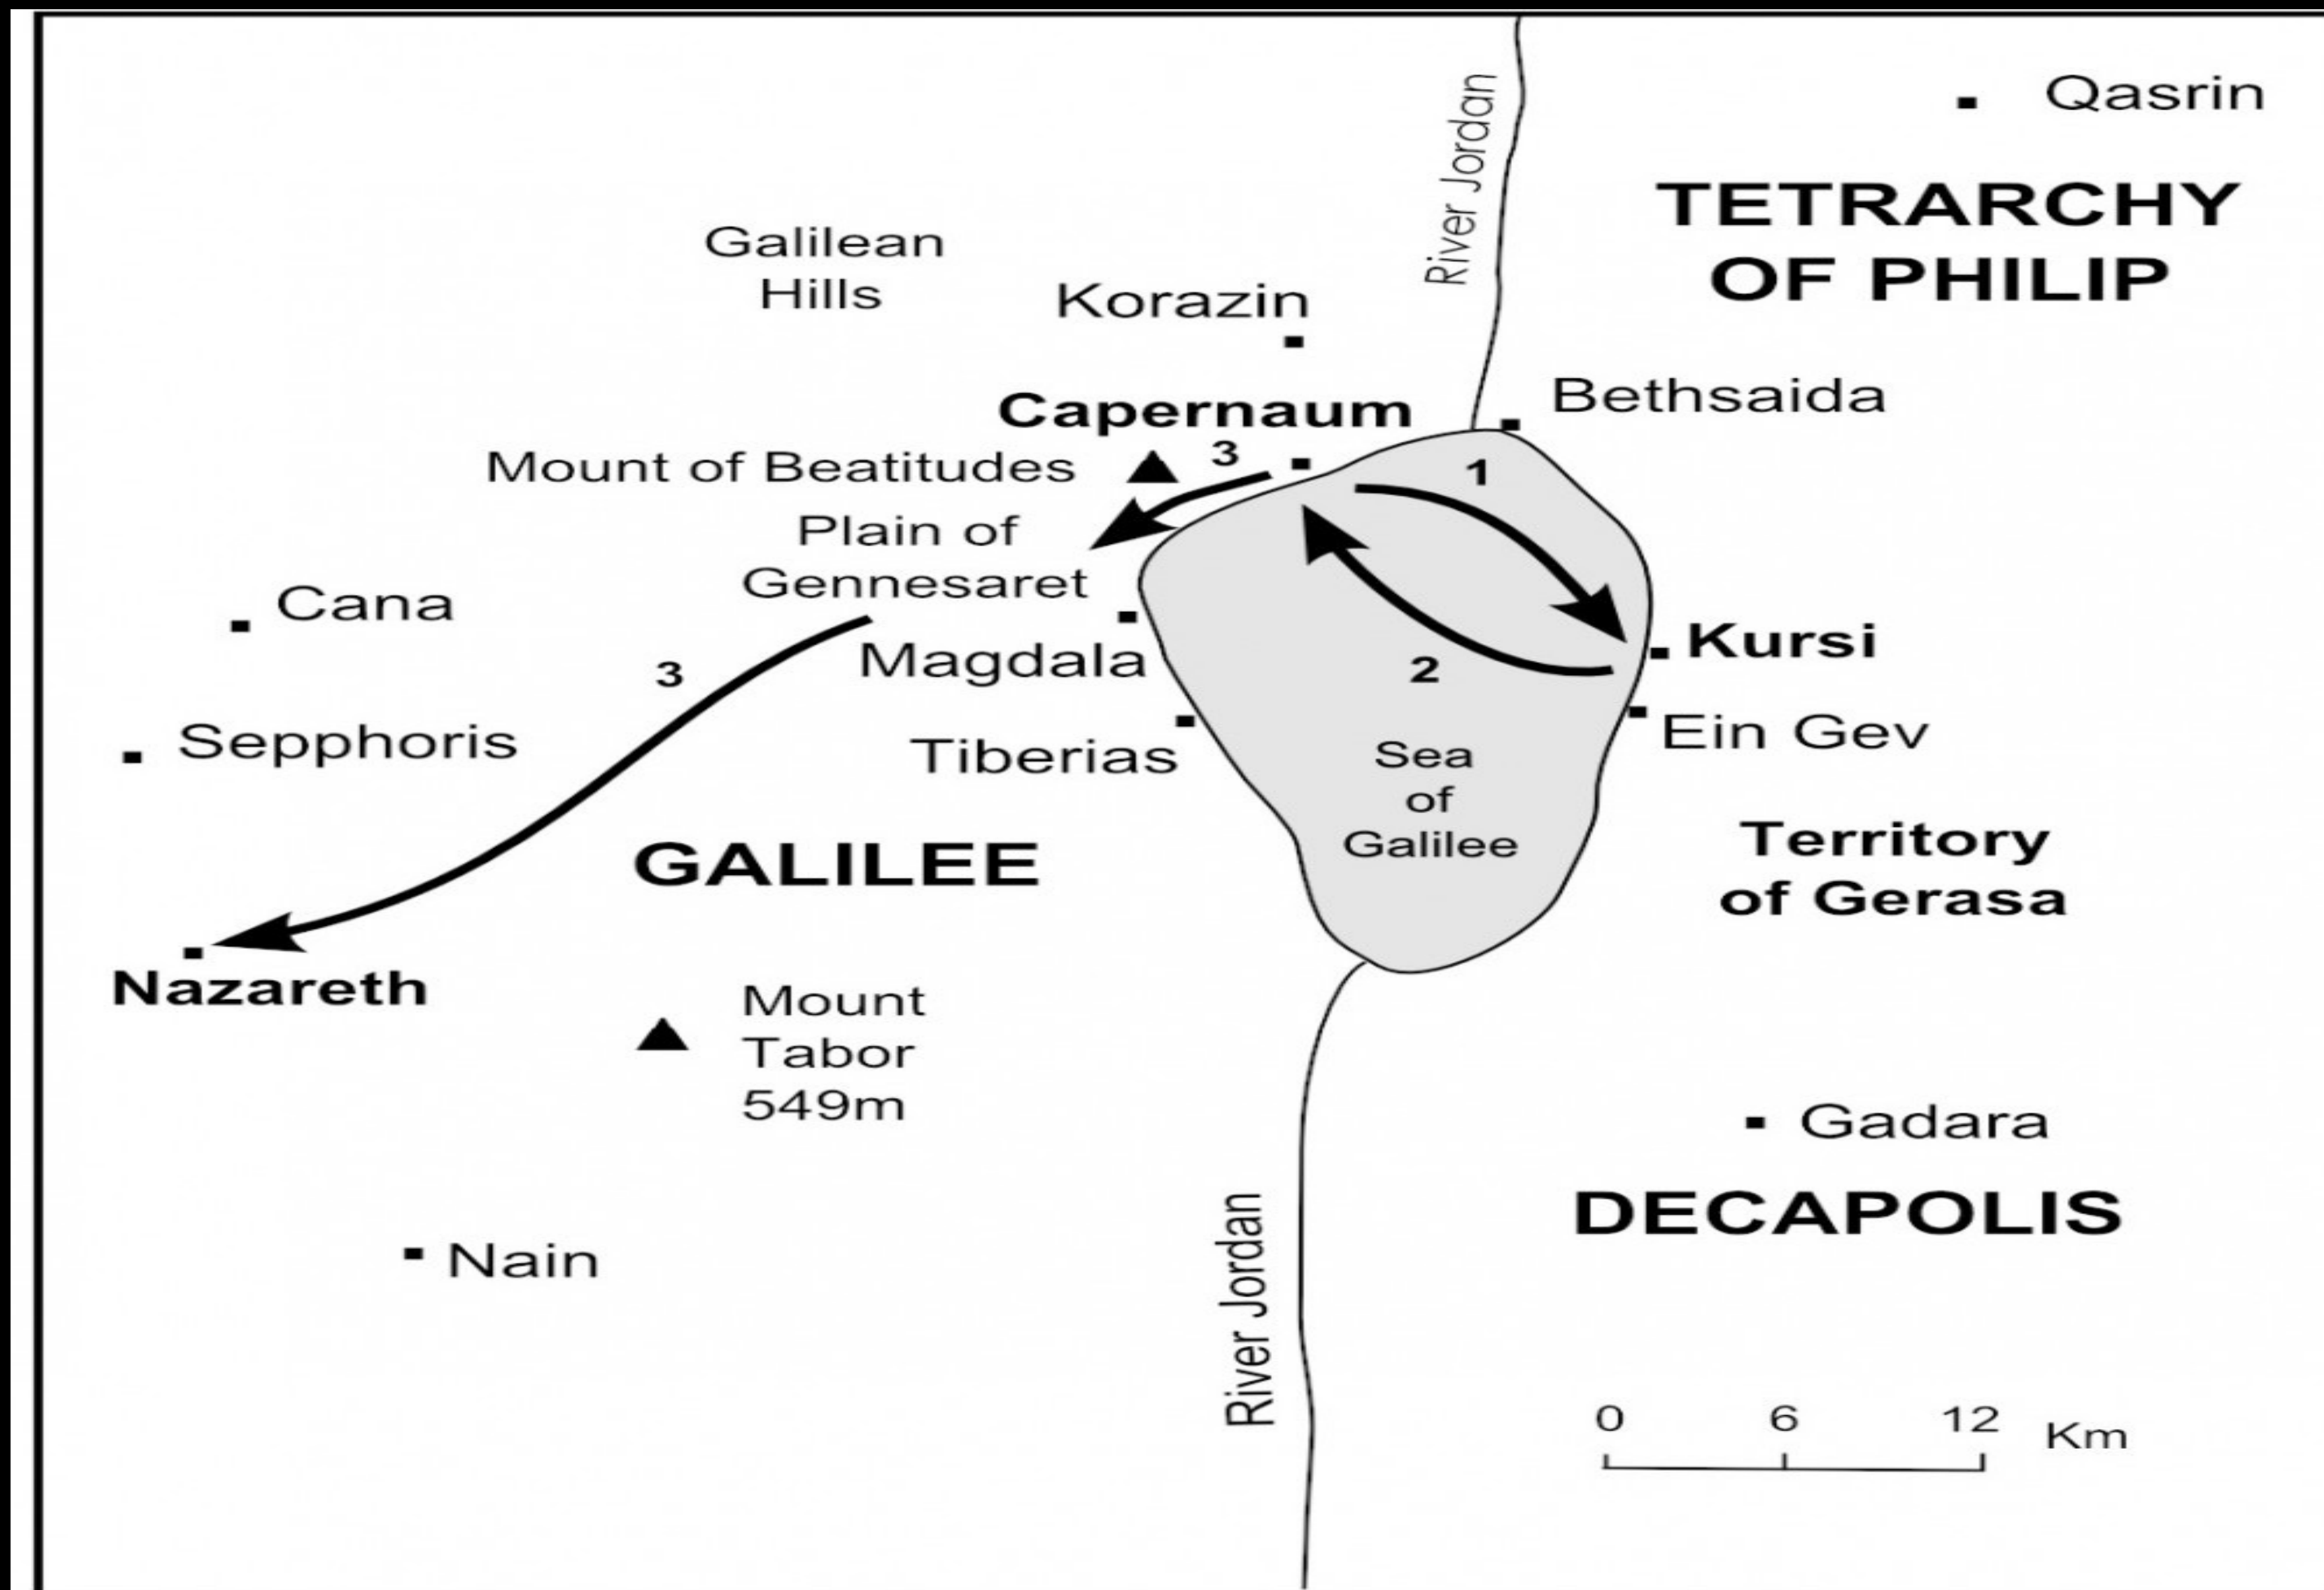 River Jordan
Qasrin
TETRARCHY
OF PHILIP
Galilean
Hills
Korazin
Bethsaida
Capernaum
Mount of Beatitudes
3
1
Plain of
Gennesaret
Cana
Kursi
Magdala
3
2
Sepphoris
Ein Gev
Tiberias
Sea
of
Galilee
Territory
of Gerasa
GALILEE
Nazareth
Mount
Tabor
549m
Gadara
DECAPOLIS
Nain
River Jordan
0 6 12 Km